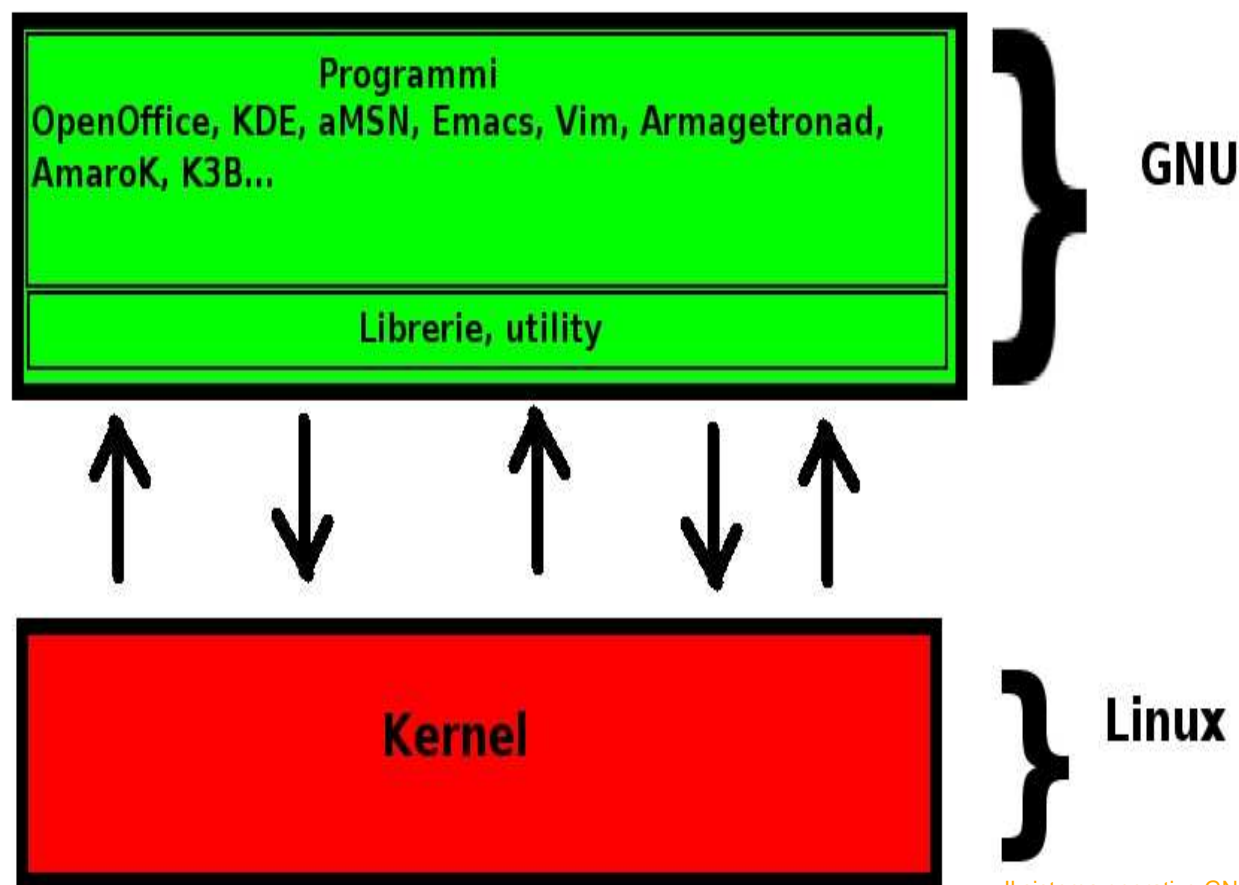 Programmi
OpenOffice, KDE, aMSN, Emacs, Vim, Armagetronad,
AmaroK, K3B...
GNU
Librerie, utility
Kernel
Linux